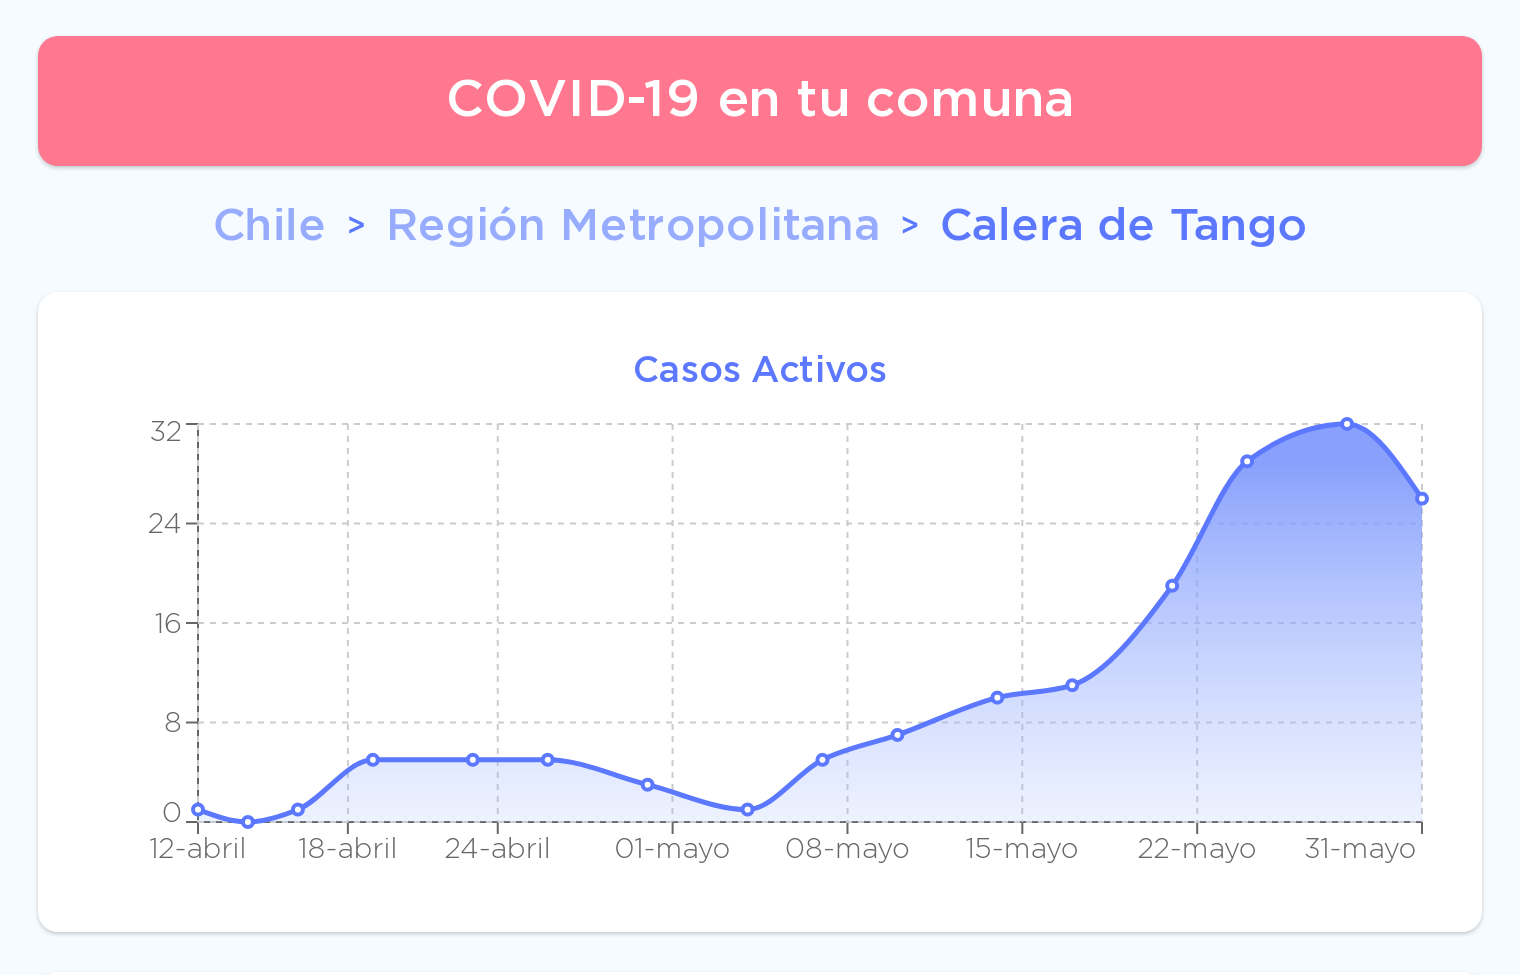 COVID-19 en tu comuna
Chile > Región Metropolitana > Calera de Tango
Casos Activos
32
24
16
8
0
12-abril 18-abril 24-abril 01-mayo 08-mayo 15-mayo 22-mayo 31-mayo